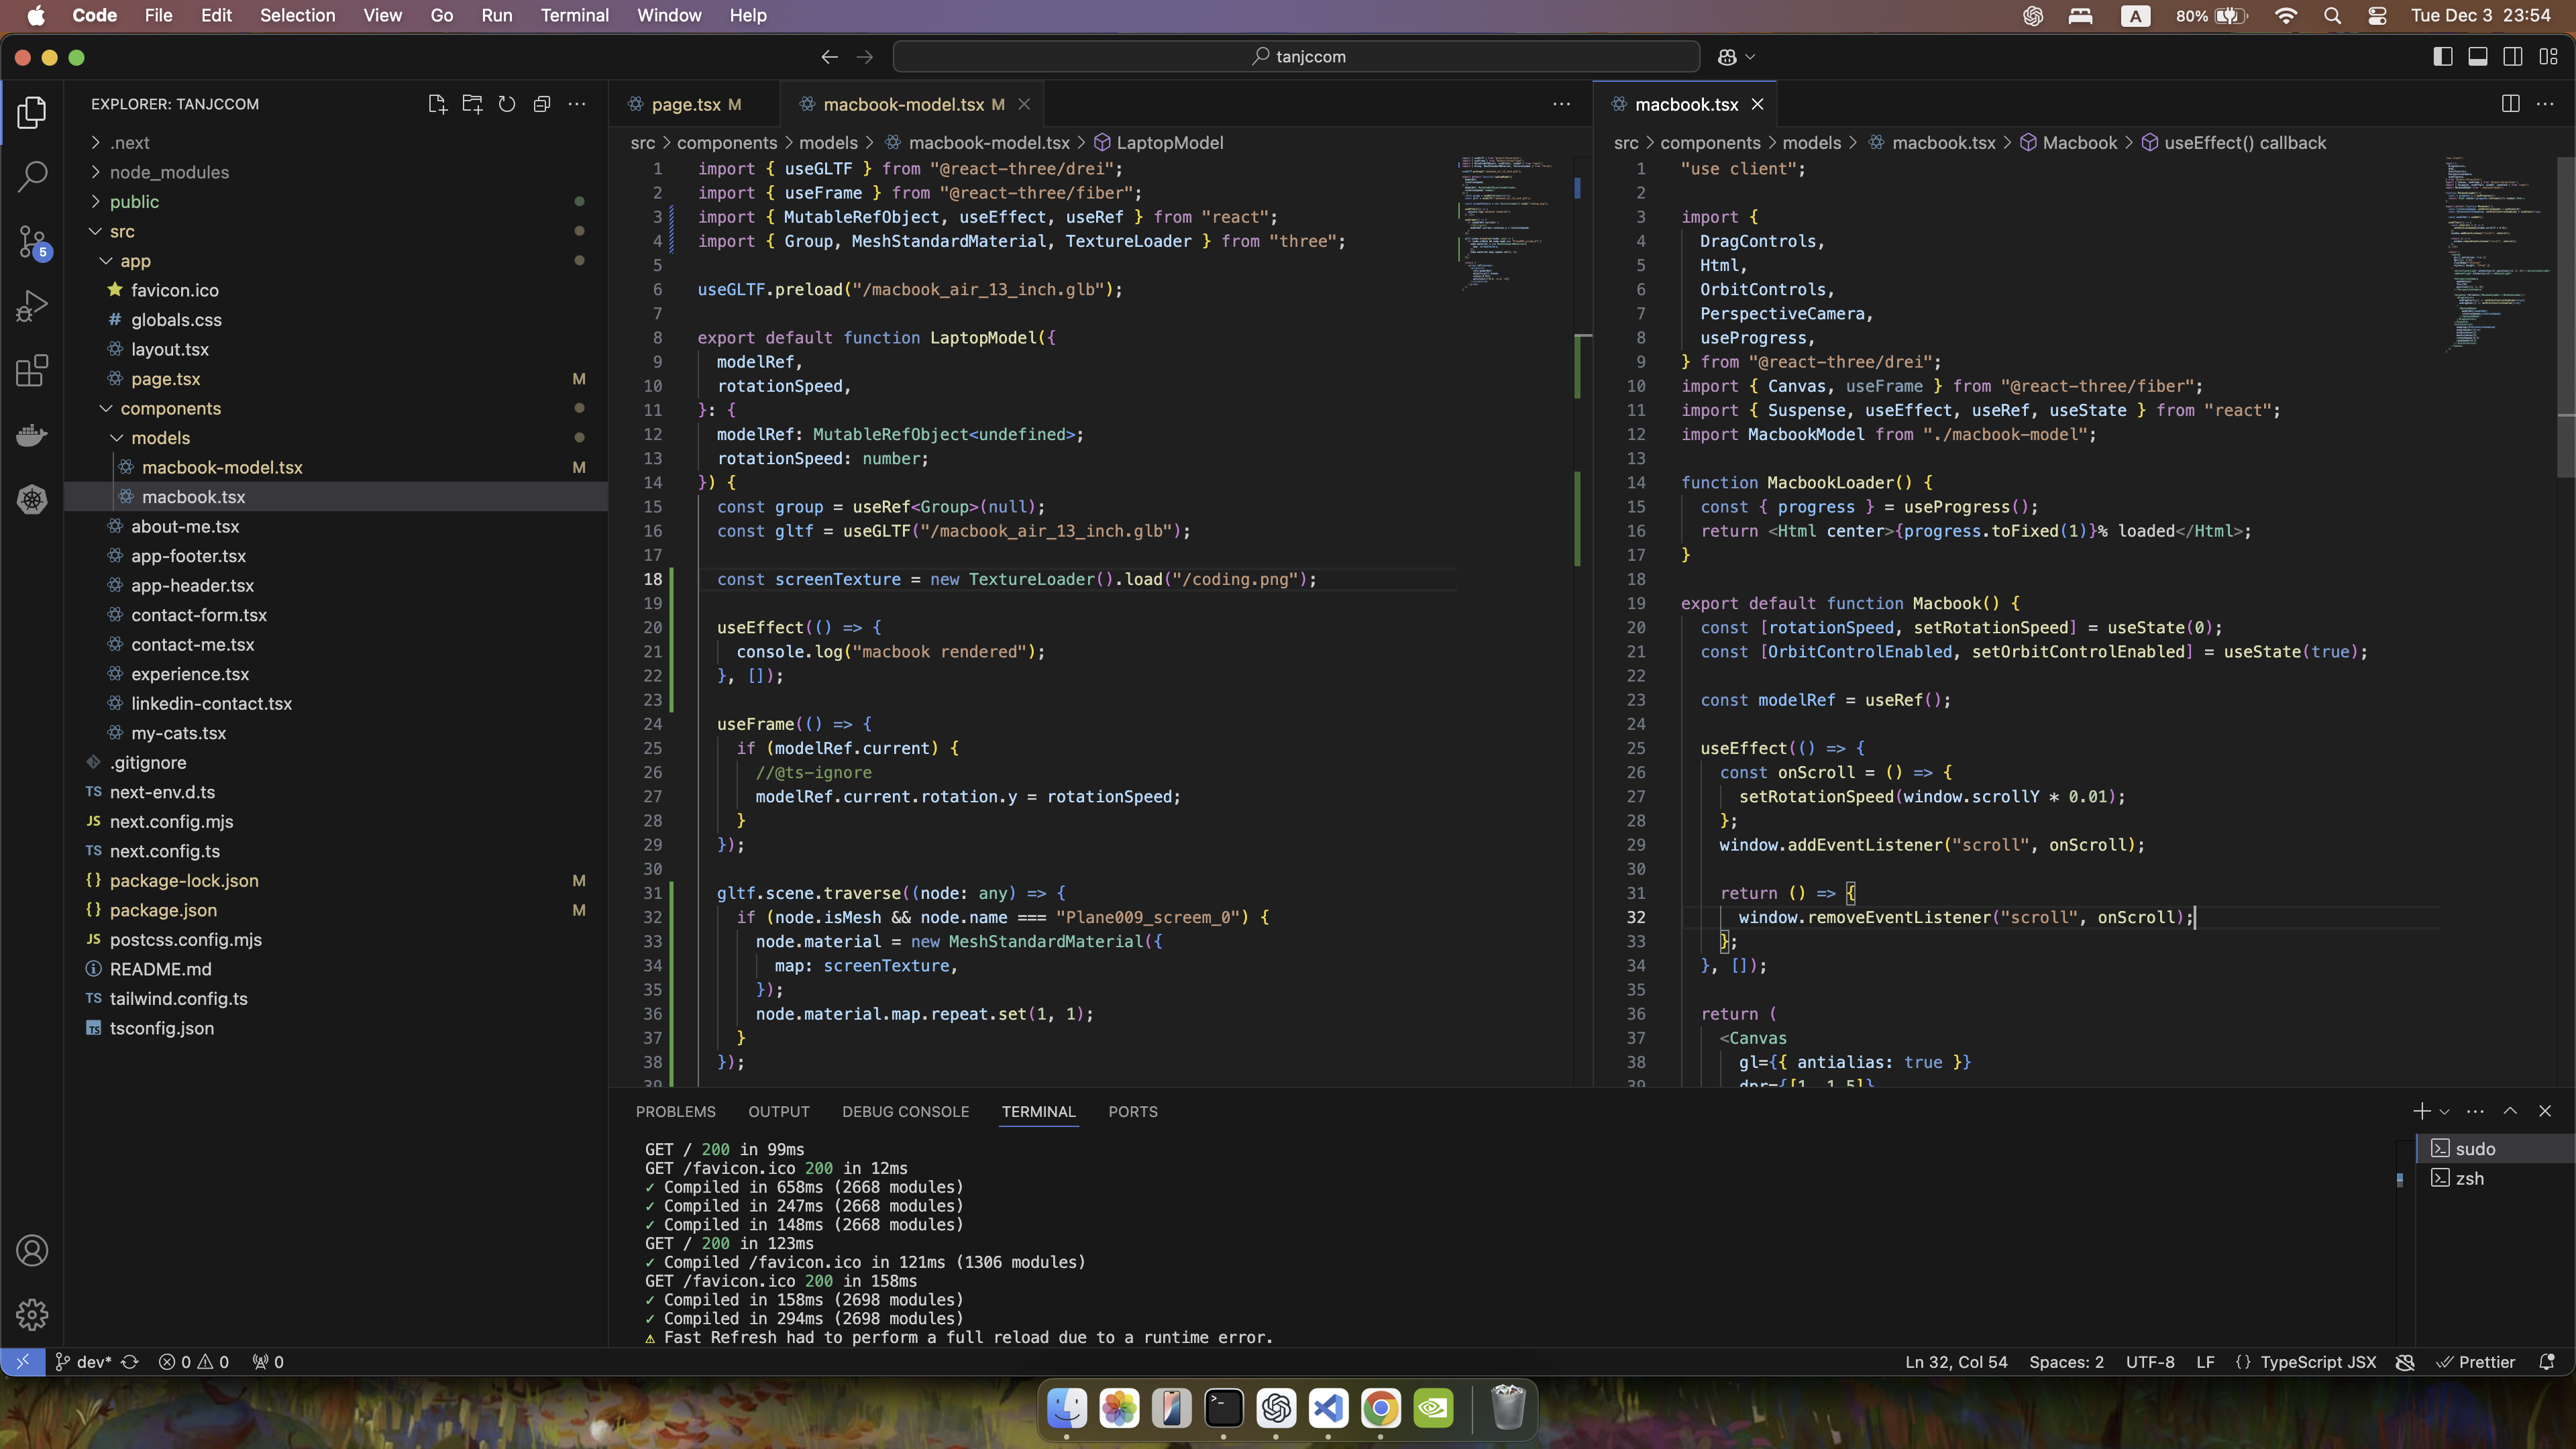 Code File Edit Selection View Go Run Terminal Window Help A 80% Tue Dec 3 23:54
tanjccom
EXPLORER: TANJCCOM
.next
node_modules
public
src
app
favicon.ico
# globals.css
layout.tsx
page.tsx M
components
models
macbook-model.tsx M
macbook.tsx
about-me.tsx
app-footer.tsx
app-header.tsx
contact-form.tsx
contact-me.tsx
experience.tsx
linkedin-contact.tsx
my-cats.tsx
.gitignore
TS next-env.d.ts
JS next.config.mjs
TS next.config.ts
{} package-lock.json M
{} package.json M
JS postcss.config.mjs
README.md
TS tailwind.config.ts
TS tsconfig.json
5
page.tsx M macbook-model.tsx M
src > components > models > macbook-model.tsx > LaptopModel
1 import { useGLTF } from "@react-three/drei";
2 import { useFrame } from "@react-three/fiber";
3 import { MutableRefObject, useEffect, useRef } from "react";
4 import { Group, MeshStandardMaterial, TextureLoader } from "three";
5
6 useGLTF.preload("/macbook_air_13_inch.glb");
7
8 export default function LaptopModel({
9 modelRef,
10 rotationSpeed,
11 }: {
12 modelRef: MutableRefObject<undefined>;
13 rotationSpeed: number;
14 }) {
15 const group = useRef<Group>(null);
16 const gltf = useGLTF("/macbook_air_13_inch.glb");
17
18 const screenTexture = new TextureLoader().load("/coding.png");
19
20 useEffect(() => {
21 console.log("macbook rendered");
22 }, []);
23
24 useFrame(() => {
25 if (modelRef.current) {
26 //@ts-ignore
27 modelRef.current.rotation.y = rotationSpeed;
28 }
29 });
30
31 gltf.scene.traverse((node: any) => {
32 if (node.isMesh && node.name === "Plane009_screem_0") {
33 node.material = new MeshStandardMaterial({
34 map: screenTexture,
35 });
36 node.material.map.repeat.set(1, 1);
37 }
38 });
39
macbook.tsx
src > components > models > macbook.tsx > Macbook > useEffect() callback
1 "use client";
2
3 import {
4 DragControls,
5 Html,
6 OrbitControls,
7 PerspectiveCamera,
8 useProgress,
9 } from "@react-three/drei";
10 import { Canvas, useFrame } from "@react-three/fiber";
11 import { Suspense, useEffect, useRef, useState } from "react";
12 import MacbookModel from "./macbook-model";
13
14 function MacbookLoader() {
15 const { progress } = useProgress();
16 return <Html center>{progress.toFixed(1)}% loaded</Html>;
17 }
18
19 export default function Macbook() {
20 const [rotationSpeed, setRotationSpeed] = useState(0);
21 const [OrbitControlEnabled, setOrbitControlEnabled] = useState(true);
22
23 const modelRef = useRef();
24
25 useEffect(() => {
26 const onScroll = () => {
27 setRotationSpeed(window.scrollY * 0.01);
28 };
29 window.addEventListener("scroll", onScroll);
30
31 return () => {
32 window.removeEventListener("scroll", onScroll);
33 };
34 }, []);
35
36 return (
37 <Canvas
38 gl={{ antialias: true }}
39 dpr={[1, 1.5]}
PROBLEMS OUTPUT DEBUG CONSOLE TERMINAL PORTS
GET / 200 in 99ms
GET /favicon.ico 200 in 12ms
✓ Compiled in 658ms (2668 modules)
✓ Compiled in 247ms (2668 modules)
✓ Compiled in 148ms (2668 modules)
GET / 200 in 123ms
✓ Compiled /favicon.ico in 121ms (1306 modules)
GET /favicon.ico 200 in 158ms
✓ Compiled in 158ms (2698 modules)
✓ Compiled in 294ms (2698 modules)
⚠ Fast Refresh had to perform a full reload due to a runtime error.
sudo
zsh
dev* 0 0 0 Ln 32, Col 54 Spaces: 2 UTF-8 LF {} TypeScript JSX Prettier